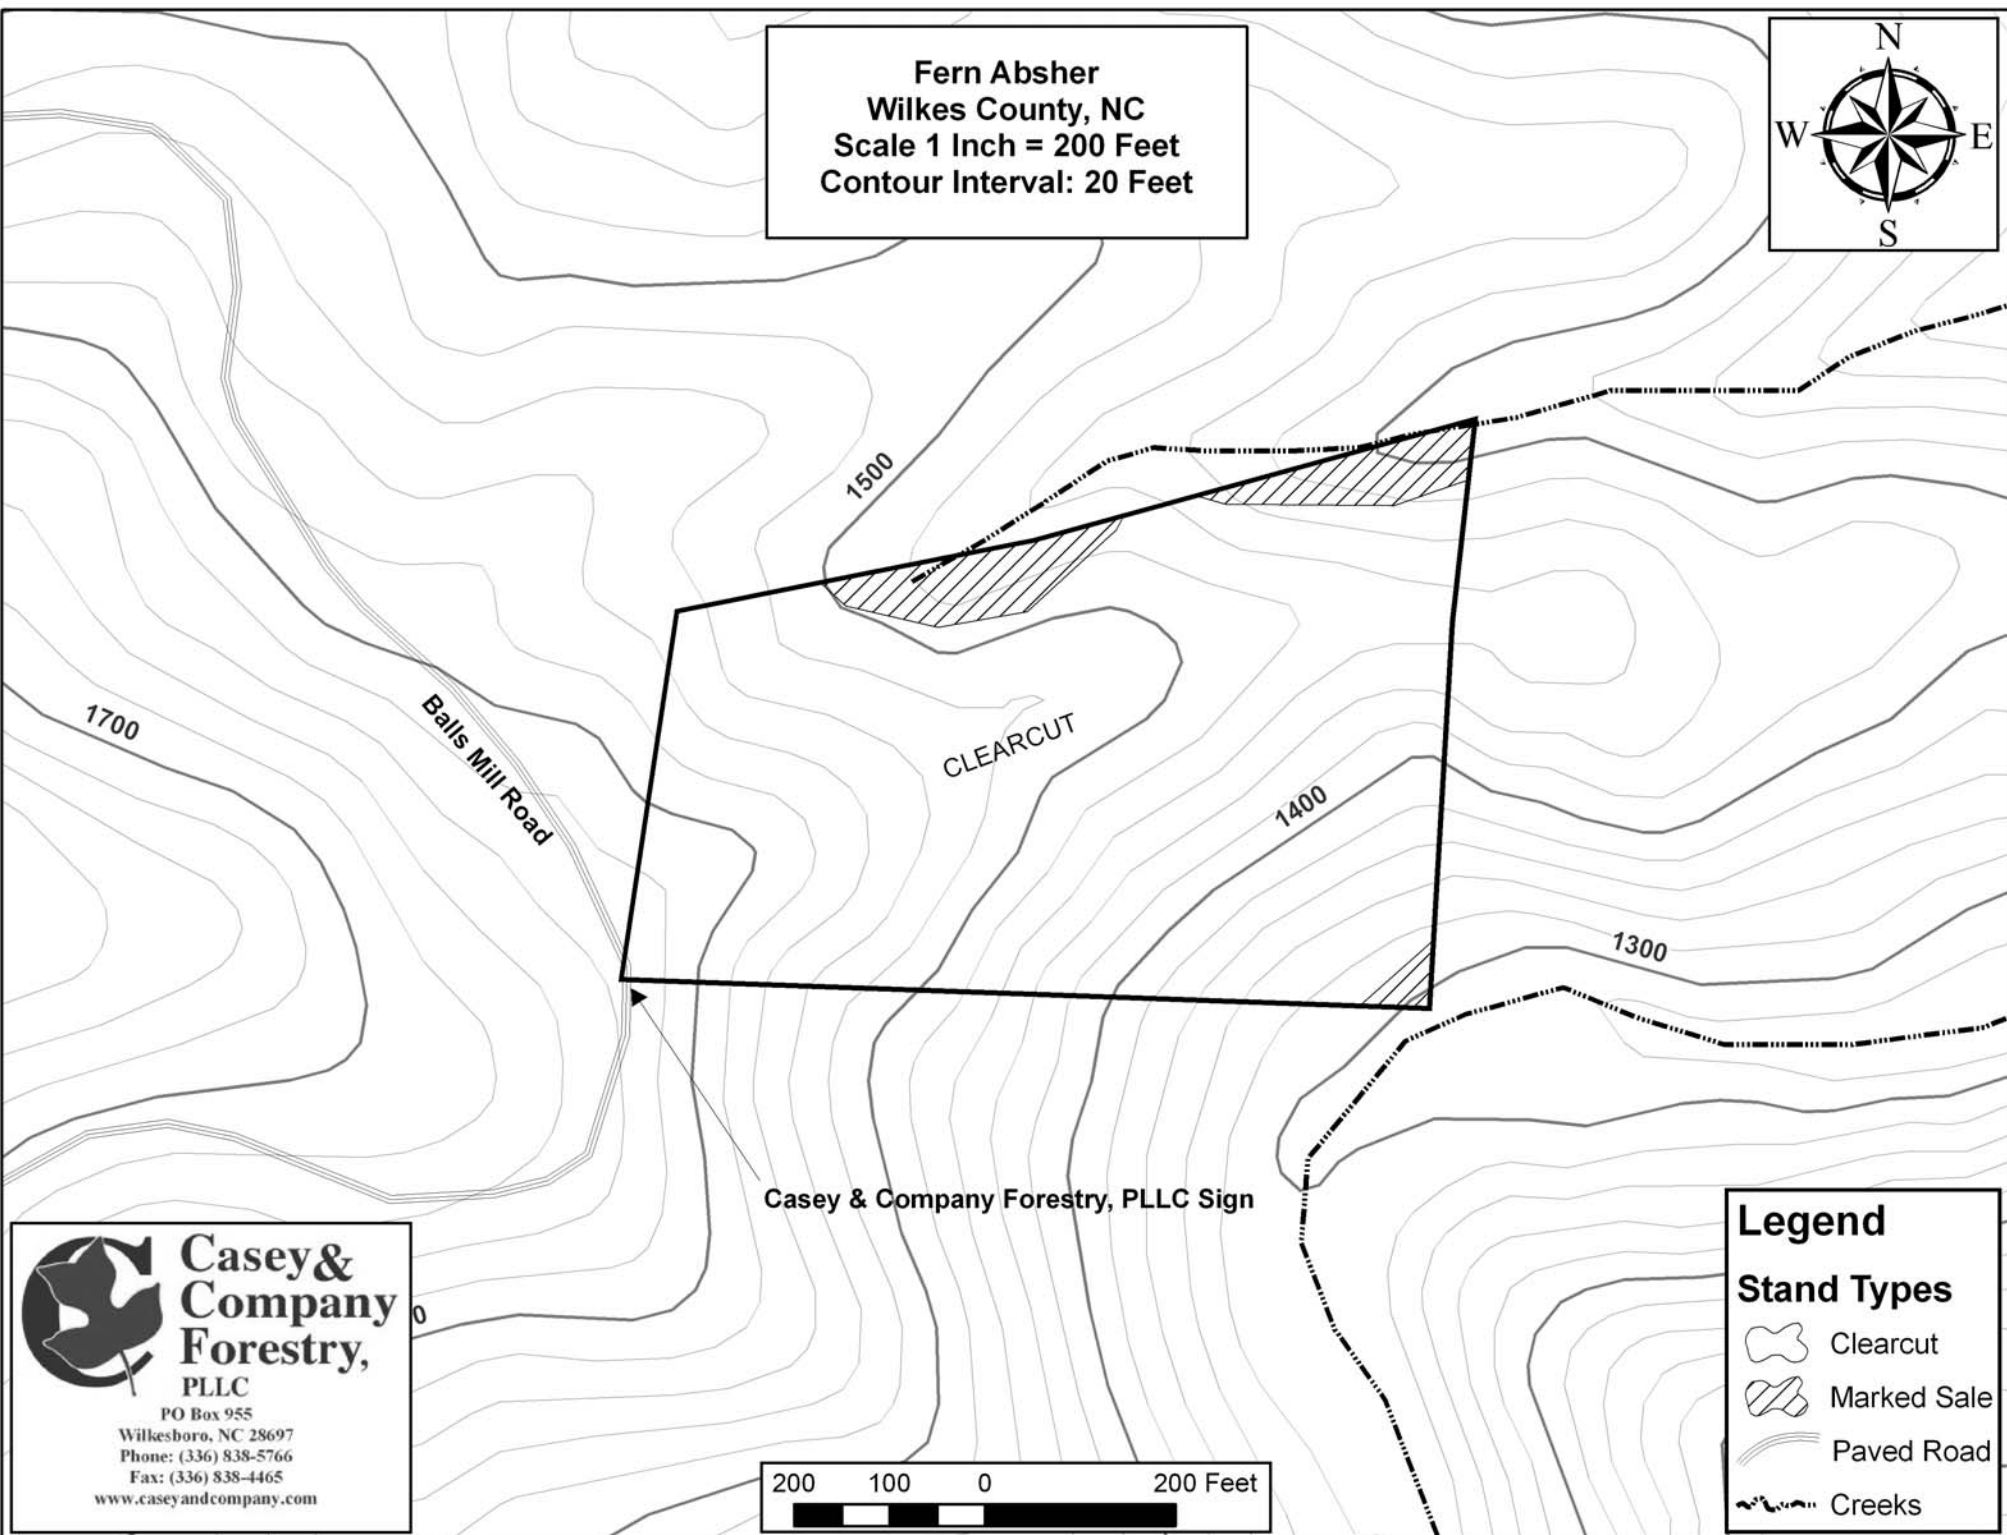 Fern Absher
Wilkes County, NC
Scale 1 Inch = 200 Feet
Contour Interval: 20 Feet
N
W
E
S
1500
1700
Balls Mill Road
CLEARCUT
1400
1300
Casey & Company Forestry, PLLC Sign
Casey &
Company
Forestry,
PLLC
PO Box 955
Wilkesboro, NC 28697
Phone: (336) 838-5766
Fax: (336) 838-4465
www.caseyandcompany.com
0
200 100 0 200 Feet
Legend
Stand Types
Clearcut
Marked Sale
Paved Road
Creeks